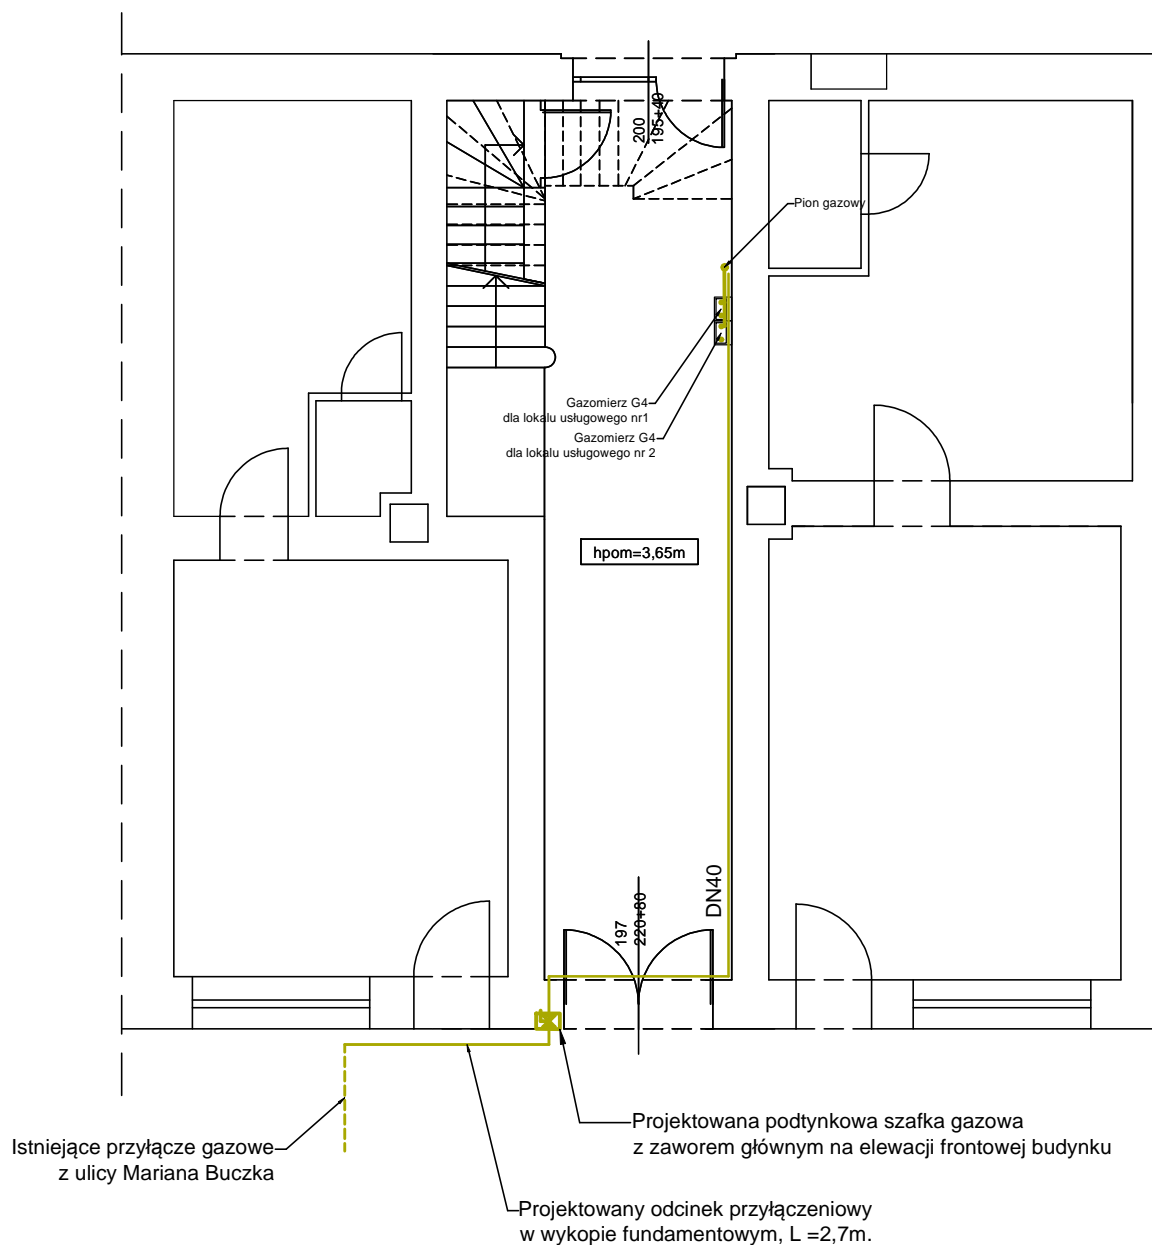 200
195+40
Pion gazowy
Gazomierz G4
dla lokalu usługowego nr1
Gazomierz G4
dla lokalu usługowego nr 2
hpom=3,65m
DN40
197
220+80
Projektowana podtynkowa szafka gazowa
z zaworem głównym na elewacji frontowej budynku
Istniejące przyłącze gazowe
z ulicy Mariana Buczka
Projektowany odcinek przyłączeniowy
w wykopie fundamentowym, L =2,7m.